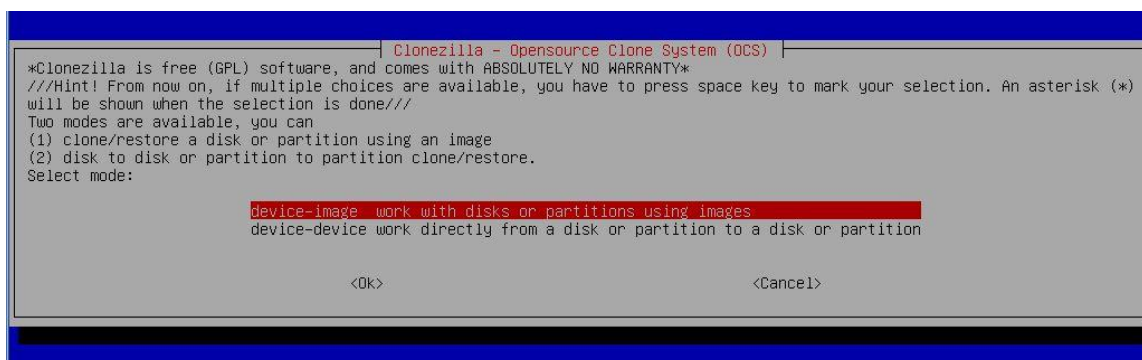 Clonezilla - Opensource Clone System (OCS)
*Clonezilla is free (GPL) software, and comes with ABSOLUTELY NO WARRANTY*
///Hint! From now on, if multiple choices are available, you have to press space key to mark your selection. An asterisk (*)
will be shown when the selection is done///
Two modes are available, you can
(1) clone/restore a disk or partition using an image
(2) disk to disk or partition to partition clone/restore.
Select mode:
device-image work with disks or partitions using images
device-device work directly from a disk or partition to a disk or partition
<Ok> <Cancel>